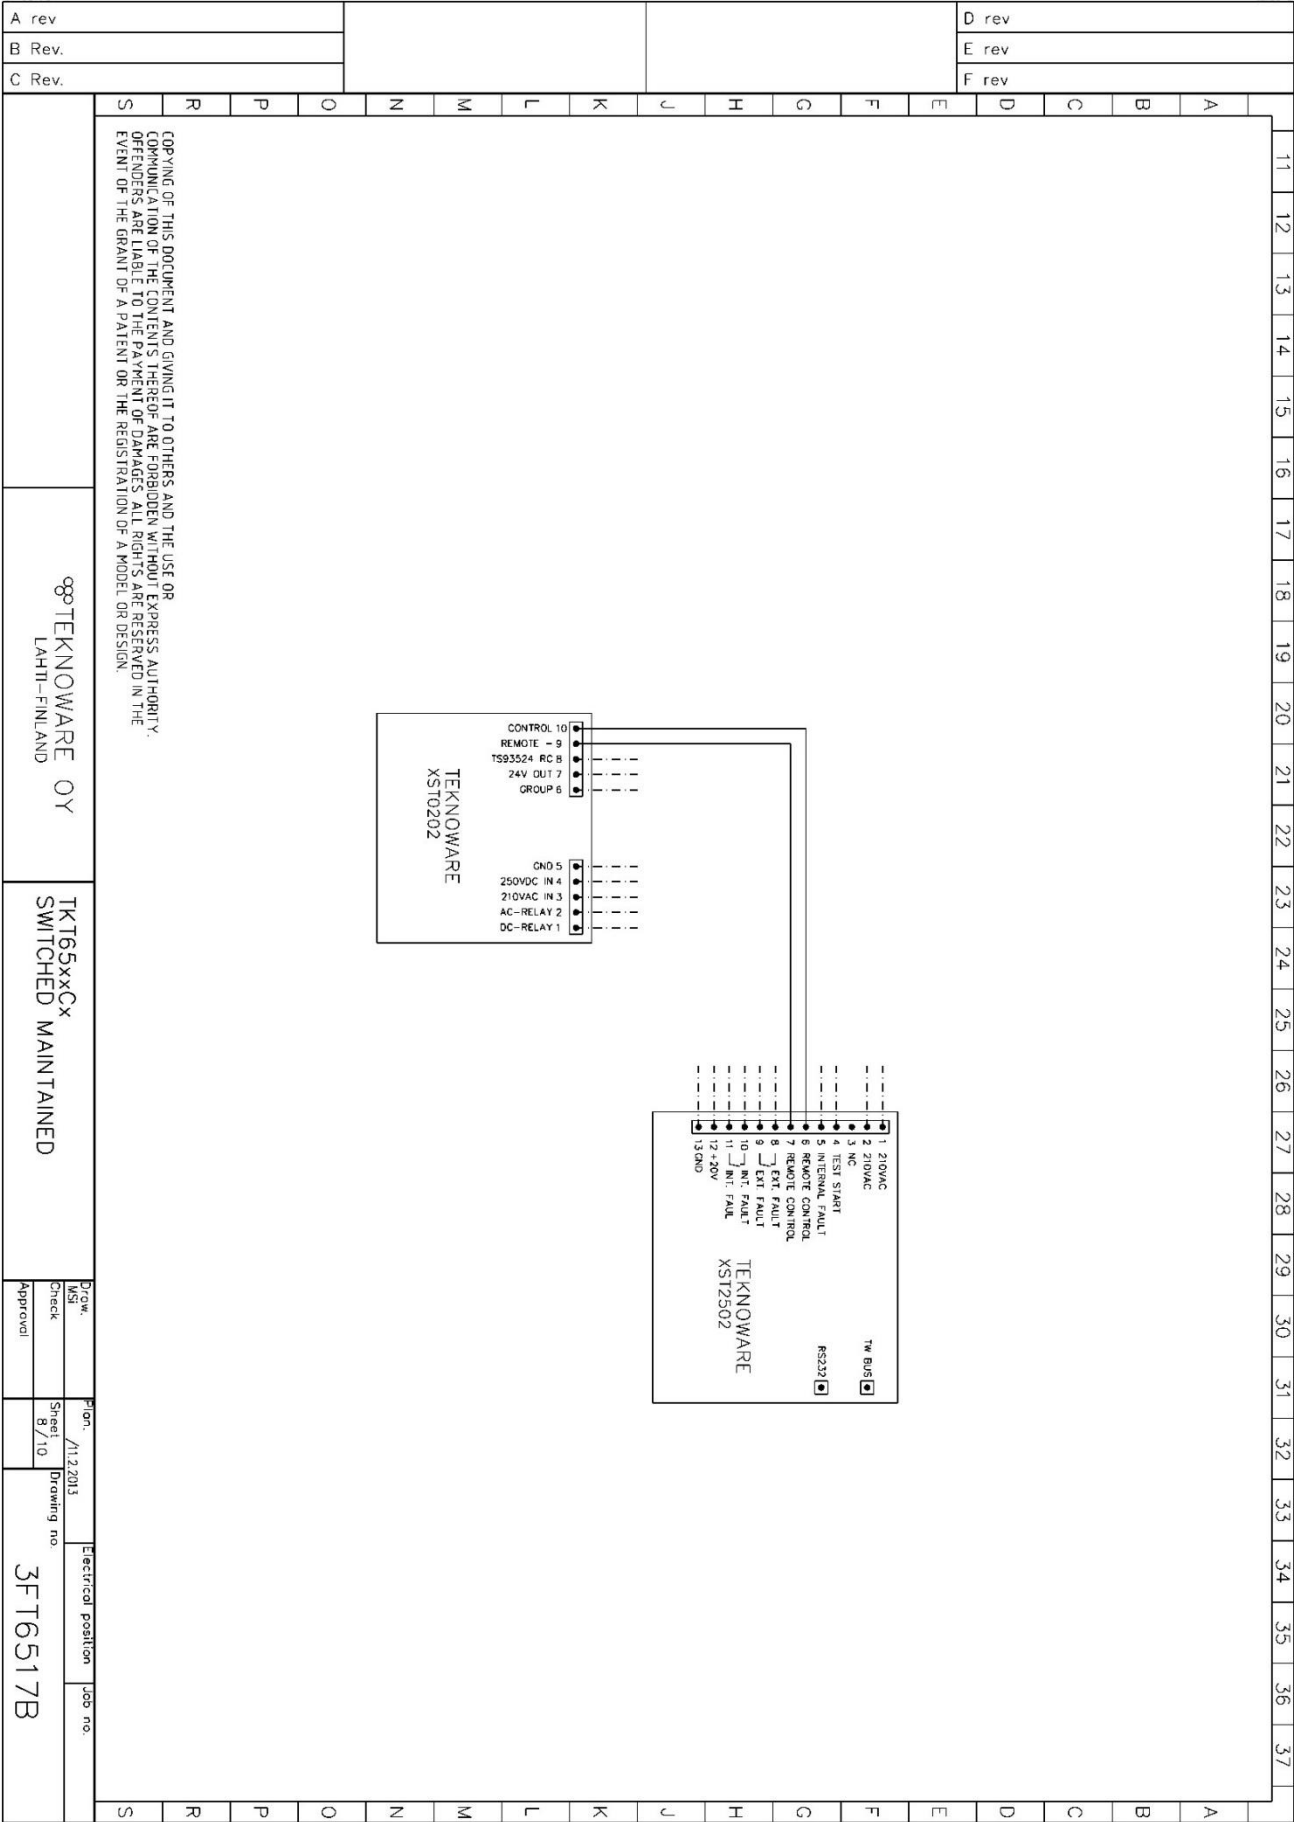 A rev
B Rev.
C Rev.
D rev
E rev
F rev
S R P O N M L K J H G F E D C B A
11 12 13 14 15 16 17 18 19 20 21 22 23 24 25 26 27 28 29 30 31 32 33 34 35 36 37
COPYING OF THIS DOCUMENT AND GIVING IT TO OTHERS AND THE USE OR
COMMUNICATION OF THE CONTENTS THEREOF ARE FORBIDDEN WITHOUT EXPRESS AUTHORITY.
OFFENDERS ARE LIABLE TO THE PAYMENT OF DAMAGES. ALL RIGHTS ARE RESERVED IN THE
EVENT OF THE GRANT OF A PATENT OR THE REGISTRATION OF A MODEL OR DESIGN.
CONTROL 10
REMOTE - 9
TS93524 RC 8
24V OUT 7
GROUP 6
GND 5
250VDC IN 4
210VAC IN 3
AC-RELAY 2
DC-RELAY 1
TEKNOWARE
XST0202
1 210VAC
2 210VAC
3 NC
4 TEST START
5 INTERNAL FAULT
6 REMOTE CONTROL
7 REMOTE CONTROL
8 EXT. FAULT
9 EXT. FAULT
10 INT. FAULT
11 INT. FAUL
12 +20V
13 GND
TEKNOWARE
XST2502
TW BUS
RS232
TEKNOWARE OY
LAHTI-FINLAND
TKT65xxCx
SWITCHED MAINTAINED
Draw.
MSi
Check
Approval
Plan.
/11.2.2013
Sheet
8/10
Electrical position
Job no.
Drawing no.
3FT6517B
S R P O N M L K J H G F E D C B A